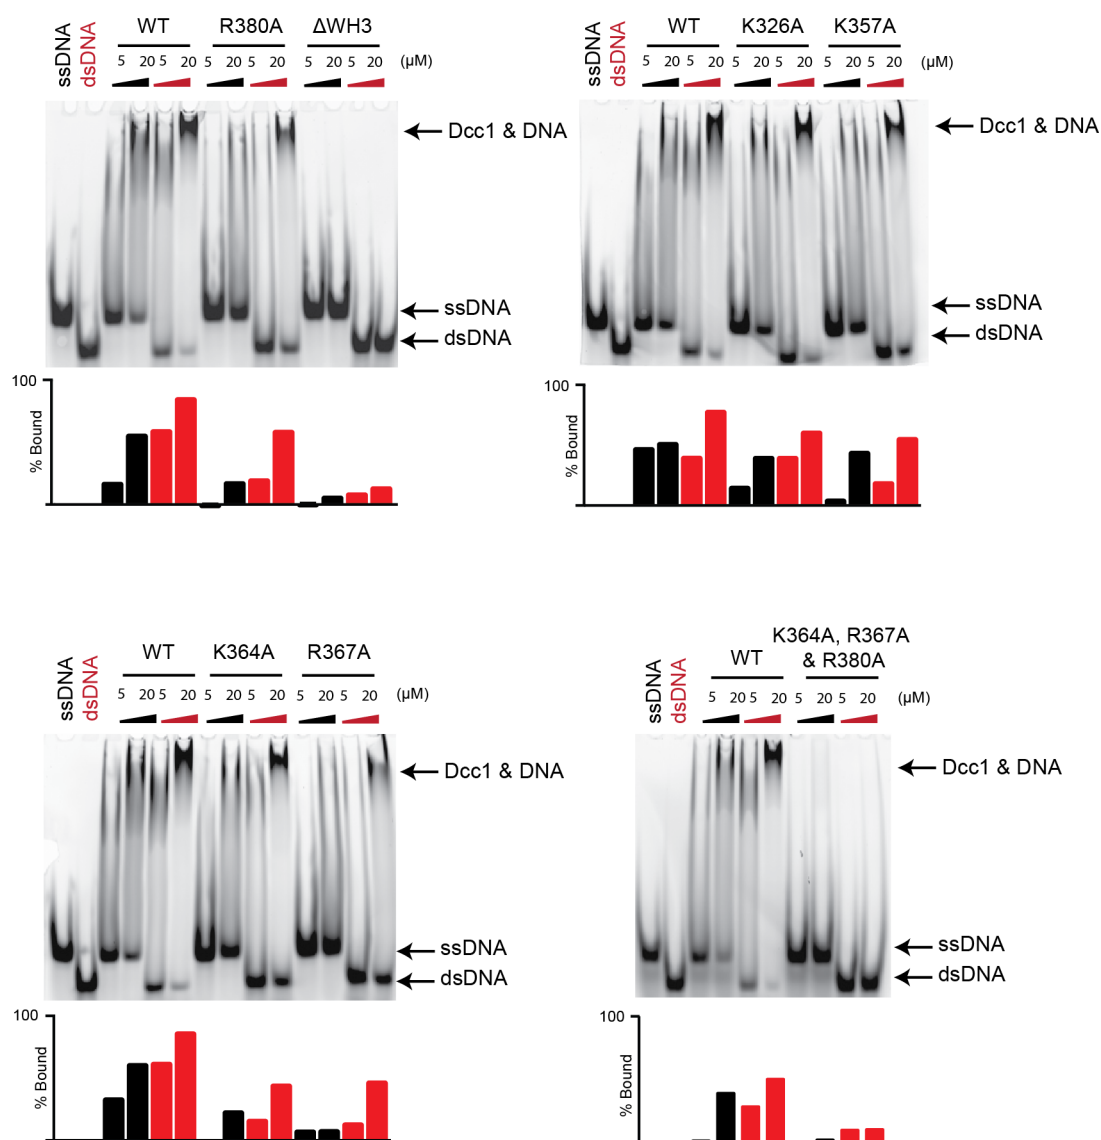 ssDNA
dsDNA
WT R380A ΔWH3
5 20 5 20 5 20 5 20 5 20 5 20 (µM)
Dcc1 & DNA
ssDNA
dsDNA
100
% Bound
ssDNA
dsDNA
WT K326A K357A
5 20 5 20 5 20 5 20 5 20 5 20 (µM)
Dcc1 & DNA
ssDNA
dsDNA
100
% Bound
ssDNA
dsDNA
WT K364A R367A
5 20 5 20 5 20 5 20 5 20 5 20 (µM)
Dcc1 & DNA
ssDNA
dsDNA
100
% Bound
ssDNA
dsDNA
K364A, R367A
WT & R380A
5 20 5 20 5 20 5 20 (µM)
Dcc1 & DNA
ssDNA
dsDNA
100
% Bound